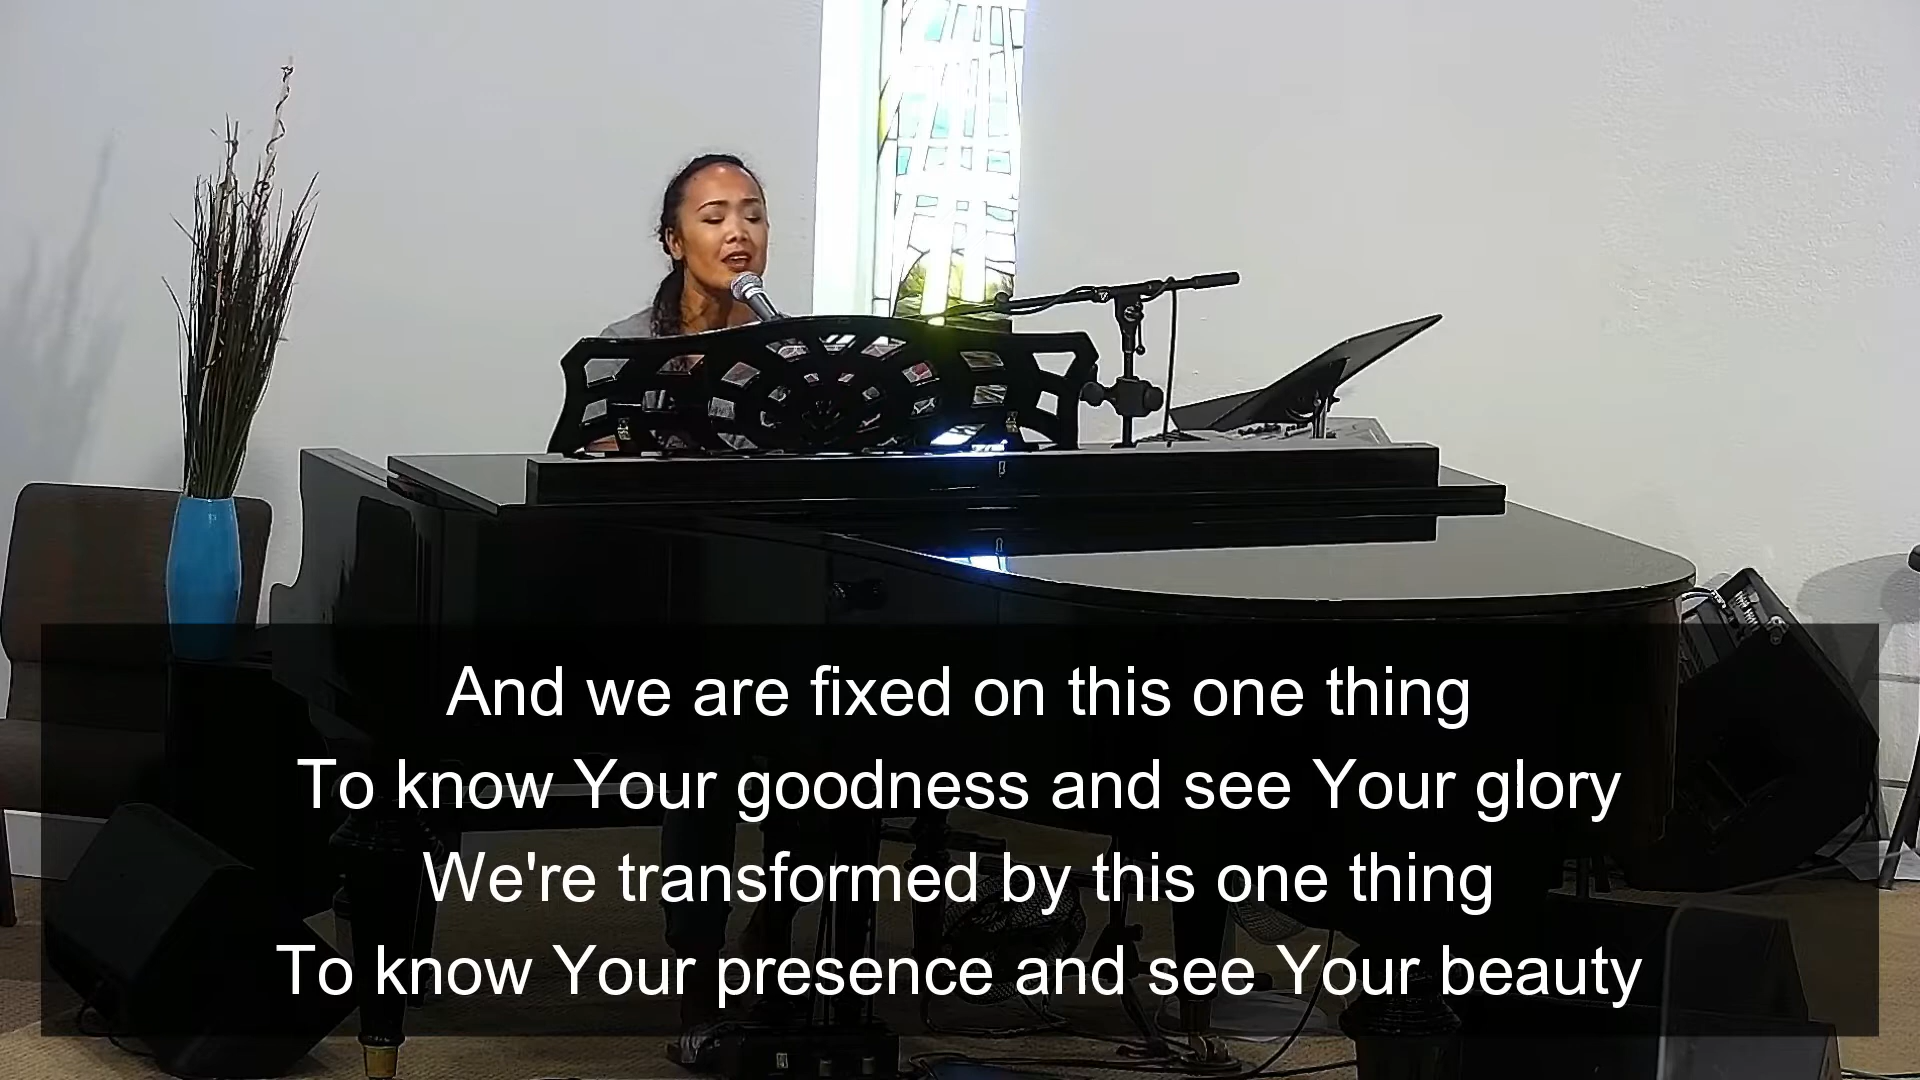 And we are fixed on this one thing
To know Your goodness and see Your glory
We're transformed by this one thing
To know Your presence and see Your beauty